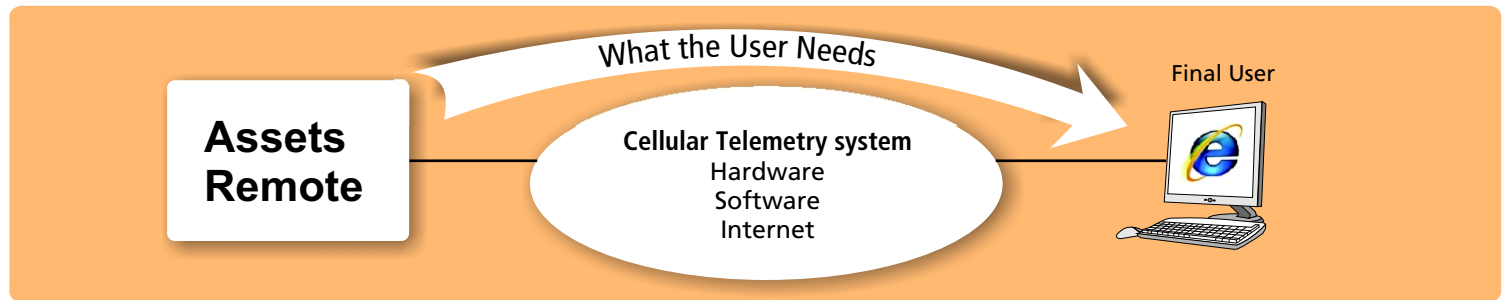 What the User Needs
Final User
Assets
Remote
Cellular Telemetry system
Hardware
Software
Internet